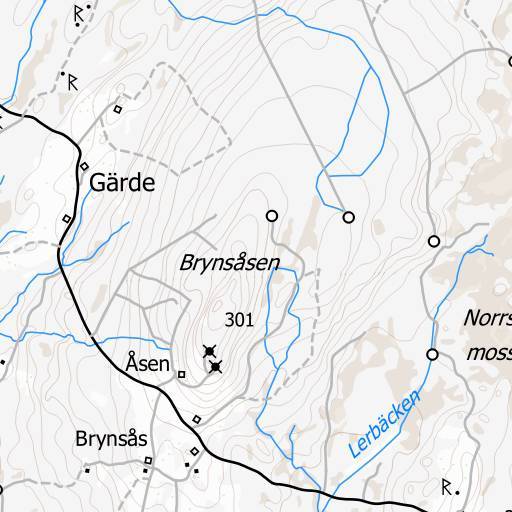 ᚱ
ᚱ
Gärde
Brynsåsen
301
Norrs
moss
Åsen
Lerbäcken
Brynsås
ᚱ